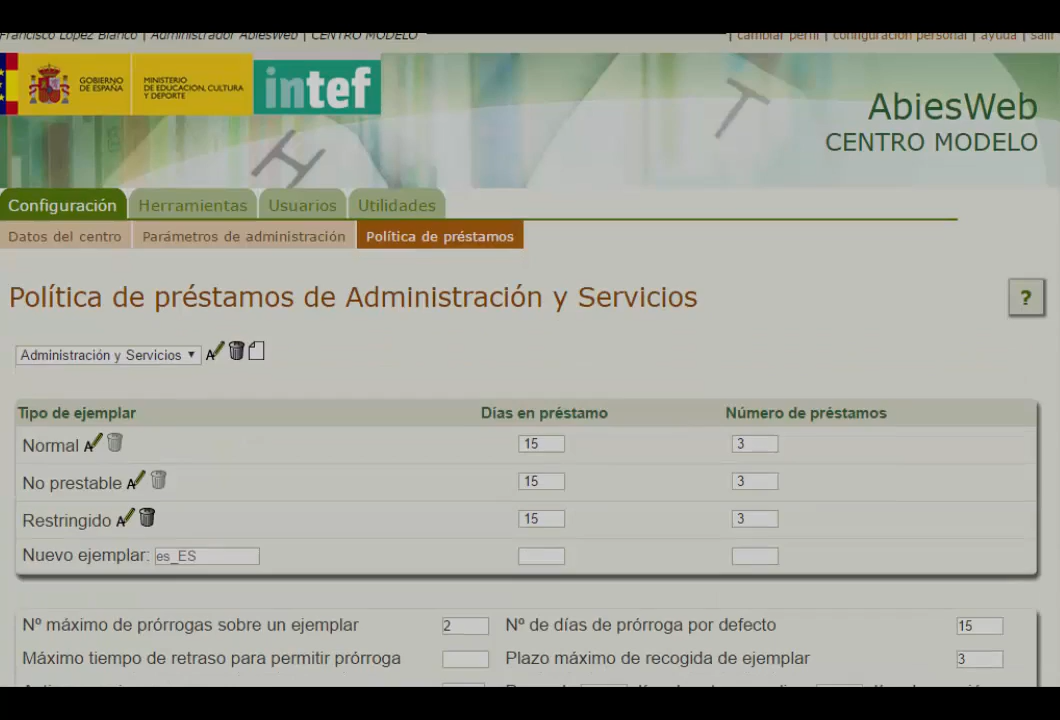 Francisco López Blanco | Administrador AbiesWeb | CENTRO MODELO
| cambiar perfil | configuración personal | ayuda | salir
GOBIERNO
DE ESPAÑA
MINISTERIO
DE EDUCACIÓN, CULTURA
Y DEPORTE
intef
H
T
AbiesWeb
CENTRO MODELO
Configuración Herramientas Usuarios Utilidades
Datos del centro Parámetros de administración Política de préstamos
Política de préstamos de Administración y Servicios
?
Administración y Servicios
Tipo de ejemplar Días en préstamo Número de préstamos
Normal 15 3
No prestable 15 3
Restringido 15 3
Nuevo ejemplar: es_ES
Nº máximo de prórrogas sobre un ejemplar 2 Nº de días de prórroga por defecto 15
Máximo tiempo de retraso para permitir prórroga Plazo máximo de recogida de ejemplar 3